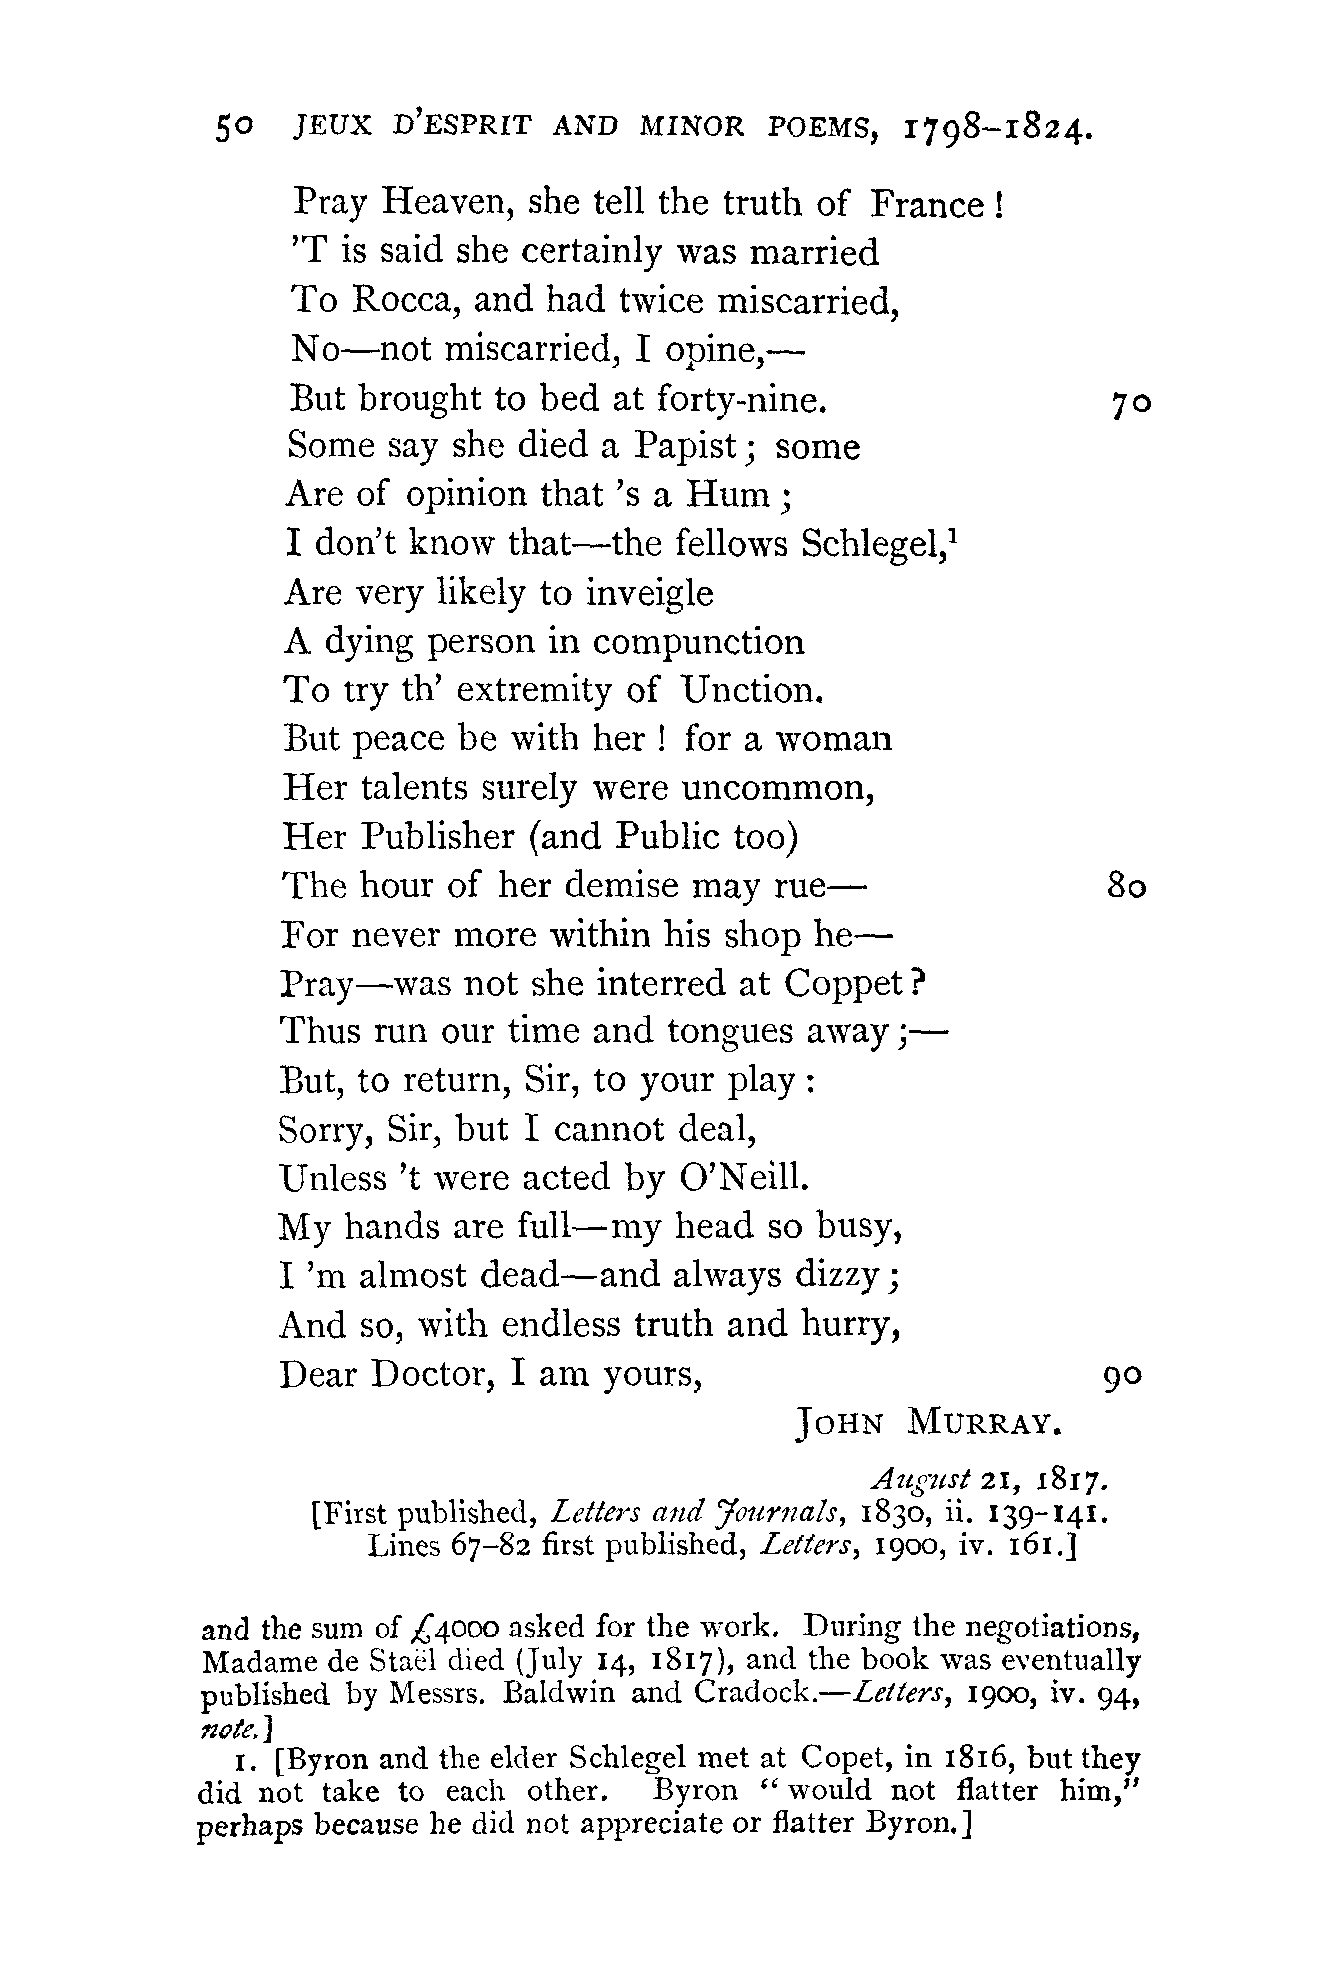 50 JEUX D'ESPRIT AND MINOR POEMS, 1798–1824.
Pray Heaven, she tell the truth of France!
'T is said she certainly was married
To Rocca, and had twice miscarried,
No—not miscarried, I opine,—
But brought to bed at forty-nine. 70
Some say she died a Papist; some
Are of opinion that 's a Hum;
I don't know that—the fellows Schlegel,¹
Are very likely to inveigle
A dying person in compunction
To try th' extremity of Unction.
But peace be with her! for a woman
Her talents surely were uncommon,
Her Publisher (and Public too)
The hour of her demise may rue— 80
For never more within his shop he—
Pray—was not she interred at Coppet?
Thus run our time and tongues away;—
But, to return, Sir, to your play:
Sorry, Sir, but I cannot deal,
Unless 't were acted by O'Neill.
My hands are full—my head so busy,
I 'm almost dead—and always dizzy;
And so, with endless truth and hurry,
Dear Doctor, I am yours, 90
JOHN MURRAY.
August 21, 1817.
[First published, Letters and Journals, 1830, ii. 139–141.
Lines 67–82 first published, Letters, 1900, iv. 161.]
and the sum of £4000 asked for the work. During the negotiations,
Madame de Staël died (July 14, 1817), and the book was eventually
published by Messrs. Baldwin and Cradock.—Letters, 1900, iv. 94,
note.]
1. [Byron and the elder Schlegel met at Copet, in 1816, but they
did not take to each other. Byron "would not flatter him,"
perhaps because he did not appreciate or flatter Byron.]